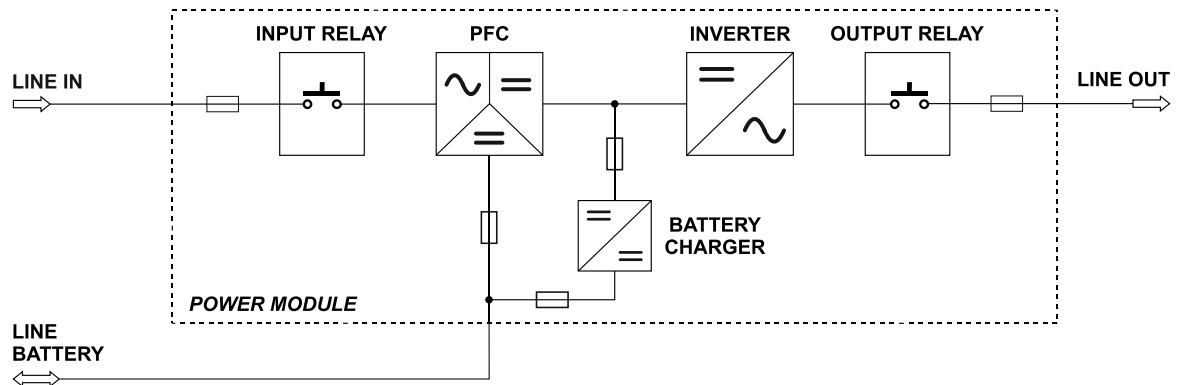 INPUT RELAY
PFC
INVERTER
OUTPUT RELAY
LINE IN
LINE OUT
BATTERY
CHARGER
POWER MODULE
LINE
BATTERY